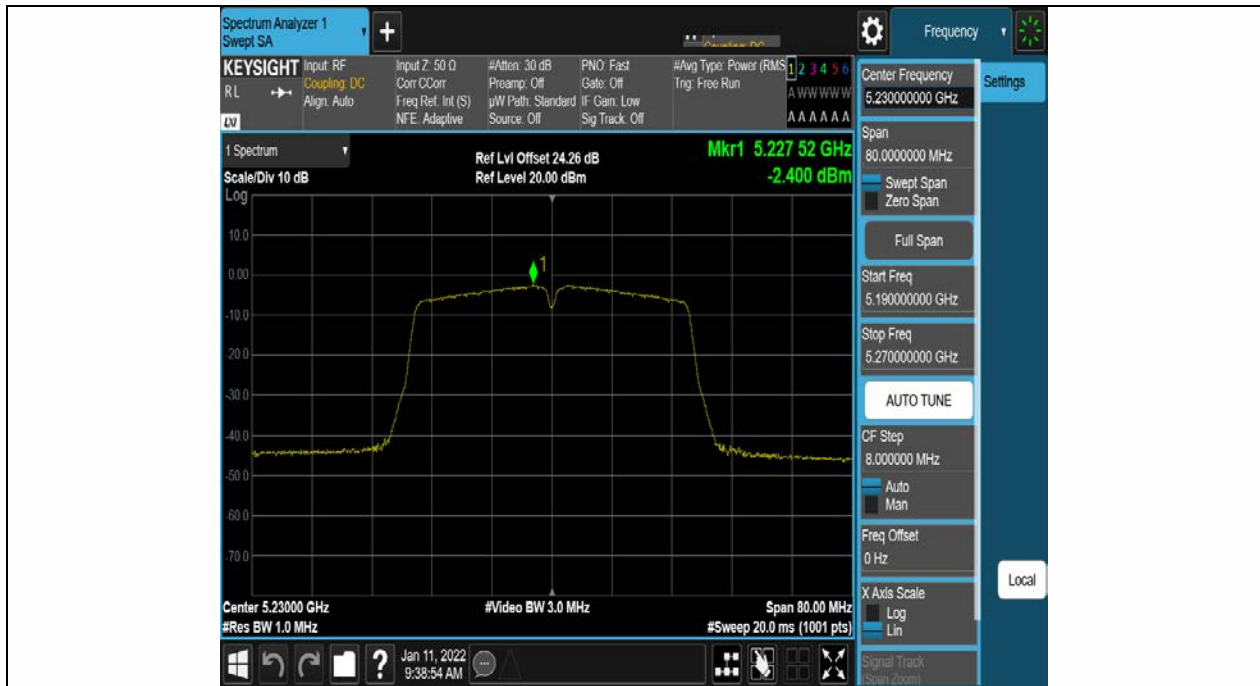 Spectrum Analyzer 1
Swept SA
+
Frequency
KEYSIGHT
RL
LXI
Input: RF
Coupling: DC
Align: Auto
Input Z: 50 Ω
Corr CCorr
Freq Ref: Int (S)
NFE: Adaptive
#Atten: 30 dB
Preamp: Off
µW Path: Standard
Source: Off
PNO: Fast
Gate: Off
IF Gain: Low
Sig Track: Off
#Avg Type: Power (RMS
Trig: Free Run
1 2 3 4 5 6
A W W W W W
A A A A A A
1 Spectrum
Scale/Div 10 dB
Ref Lvl Offset 24.26 dB
Ref Level 20.00 dBm
Mkr1 5.227 52 GHz
-2.400 dBm
Log
10.0
0.00
-10.0
-20.0
-30.0
-40.0
-50.0
-60.0
-70.0
1
Center 5.23000 GHz
#Res BW 1.0 MHz
#Video BW 3.0 MHz
Span 80.00 MHz
#Sweep 20.0 ms (1001 pts)
?
Jan 11, 2022
9:38:54 AM
Center Frequency
5.230000000 GHz
Span
80.0000000 MHz
Swept Span
Zero Span
Full Span
Start Freq
5.190000000 GHz
Stop Freq
5.270000000 GHz
AUTO TUNE
CF Step
8.000000 MHz
Auto
Man
Freq Offset
0 Hz
X Axis Scale
Log
Lin
Signal Track
(Span Zoom)
Settings
Local